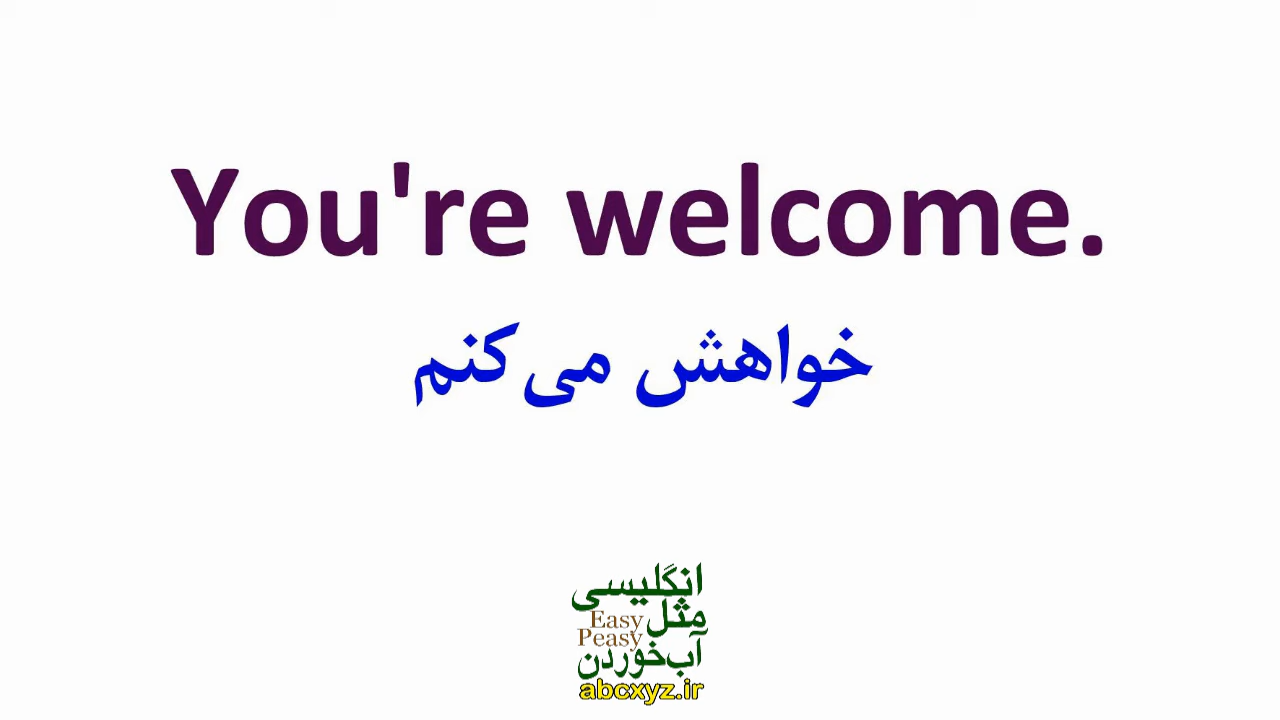 You're welcome.
خواهش می‌کنم
انگلیسی
مثل
Easy
Peasy
آب‌خوردن
abcxyz.ir